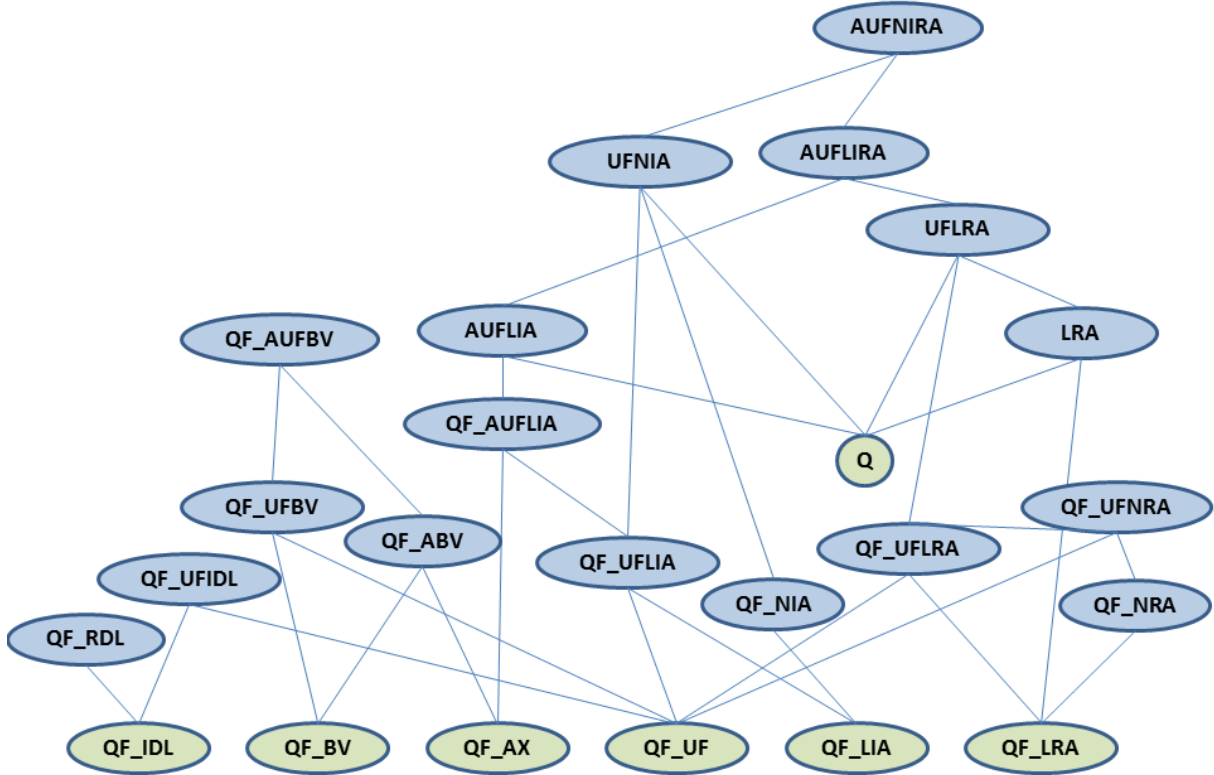 AUFNIRA
UFNIA
AUFLIRA
UFLRA
AUFLIA
LRA
QF_AUFBV
QF_AUFLIA
Q
QF_UFBV
QF_UFNRA
QF_ABV
QF_UFLRA
QF_UFIDL
QF_UFLIA
QF_NIA
QF_NRA
QF_RDL
QF_IDL
QF_BV
QF_AX
QF_UF
QF_LIA
QF_LRA